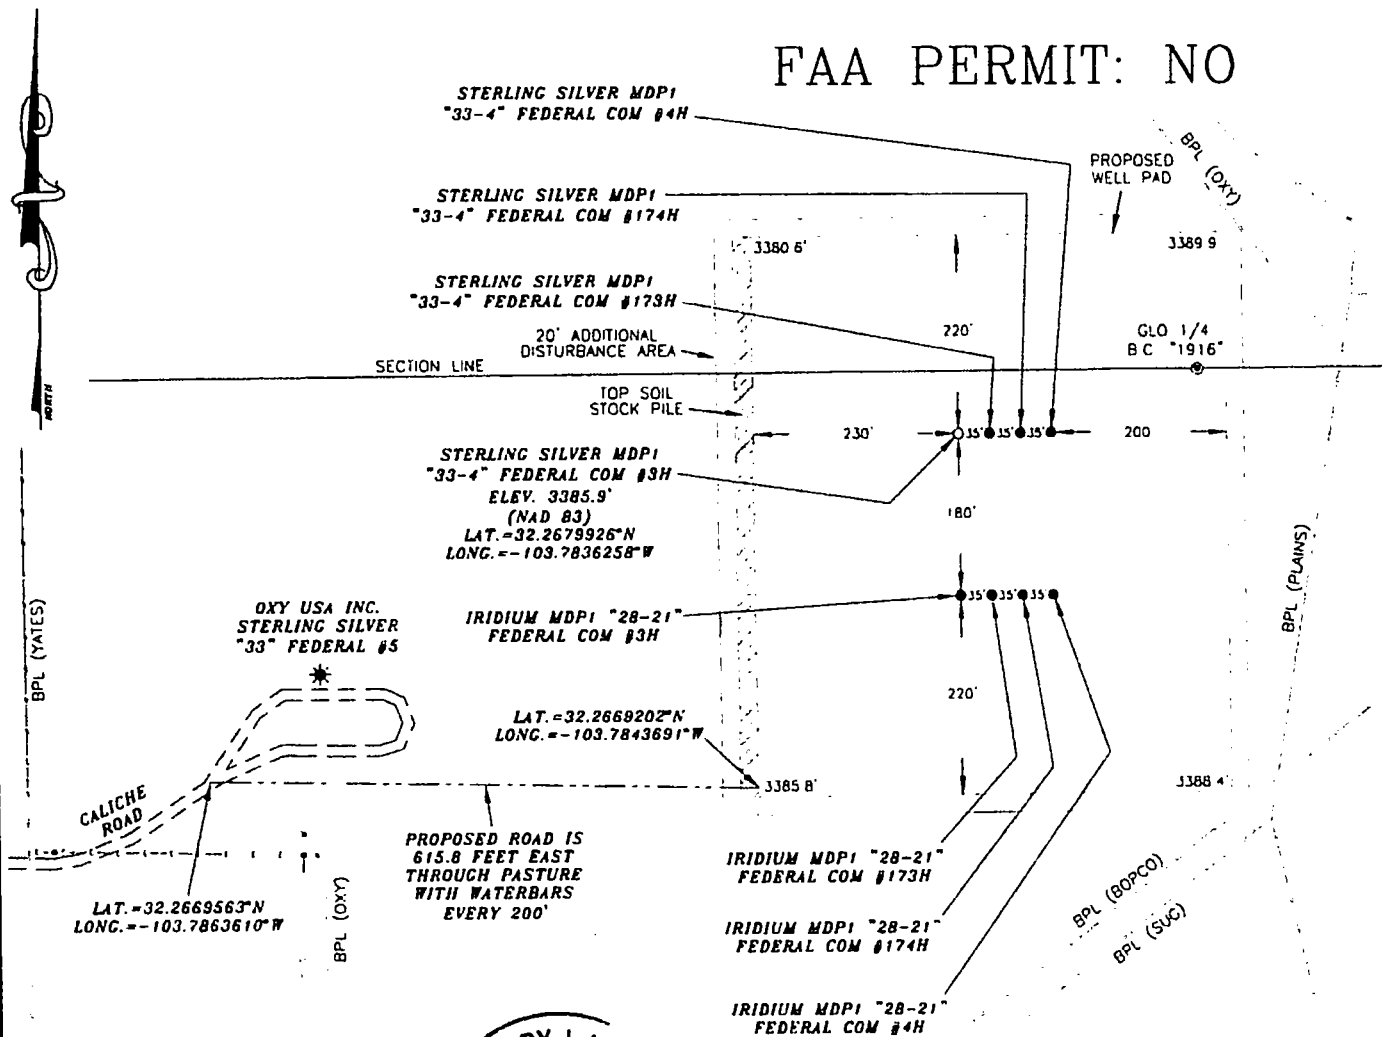 FAA PERMIT: NO
STERLING SILVER MDP1
"33-4" FEDERAL COM #4H
PROPOSED
WELL PAD
BPL (OXY)
STERLING SILVER MDP1
"33-4" FEDERAL COM #174H
3380.6'
3389.9
STERLING SILVER MDP1
"33-4" FEDERAL COM #173H
220'
20' ADDITIONAL
DISTURBANCE AREA
GLO 1/4
BC "1916"
SECTION LINE
NORTH
TOP SOIL
STOCK PILE
230'
35'
35'
35'
200
STERLING SILVER MDP1
"33-4" FEDERAL COM #3H
ELEV. 3385.9'
(NAD 83)
LAT.=32.2679926°N
LONG.=-103.7836258°W
180'
BPL (PLAINS)
BPL (YATES)
OXY USA INC.
STERLING SILVER
"33" FEDERAL #5
IRIDIUM MDP1 "28-21"
FEDERAL COM #3H
35'
35'
35'
220'
LAT.=32.2669202°N
LONG.=-103.7843691°W
3385.8'
3388.4'
CALICHE
ROAD
PROPOSED ROAD IS
615.8 FEET EAST
THROUGH PASTURE
WITH WATERBARS
EVERY 200'
IRIDIUM MDP1 "28-21"
FEDERAL COM #173H
LAT.=32.2669563°N
LONG.=-103.7863610°W
BPL (OXY)
BPL (BOPCO)
BPL (SUG)
IRIDIUM MDP1 "28-21"
FEDERAL COM #174H
IRIDIUM MDP1 "28-21"
FEDERAL COM #4H